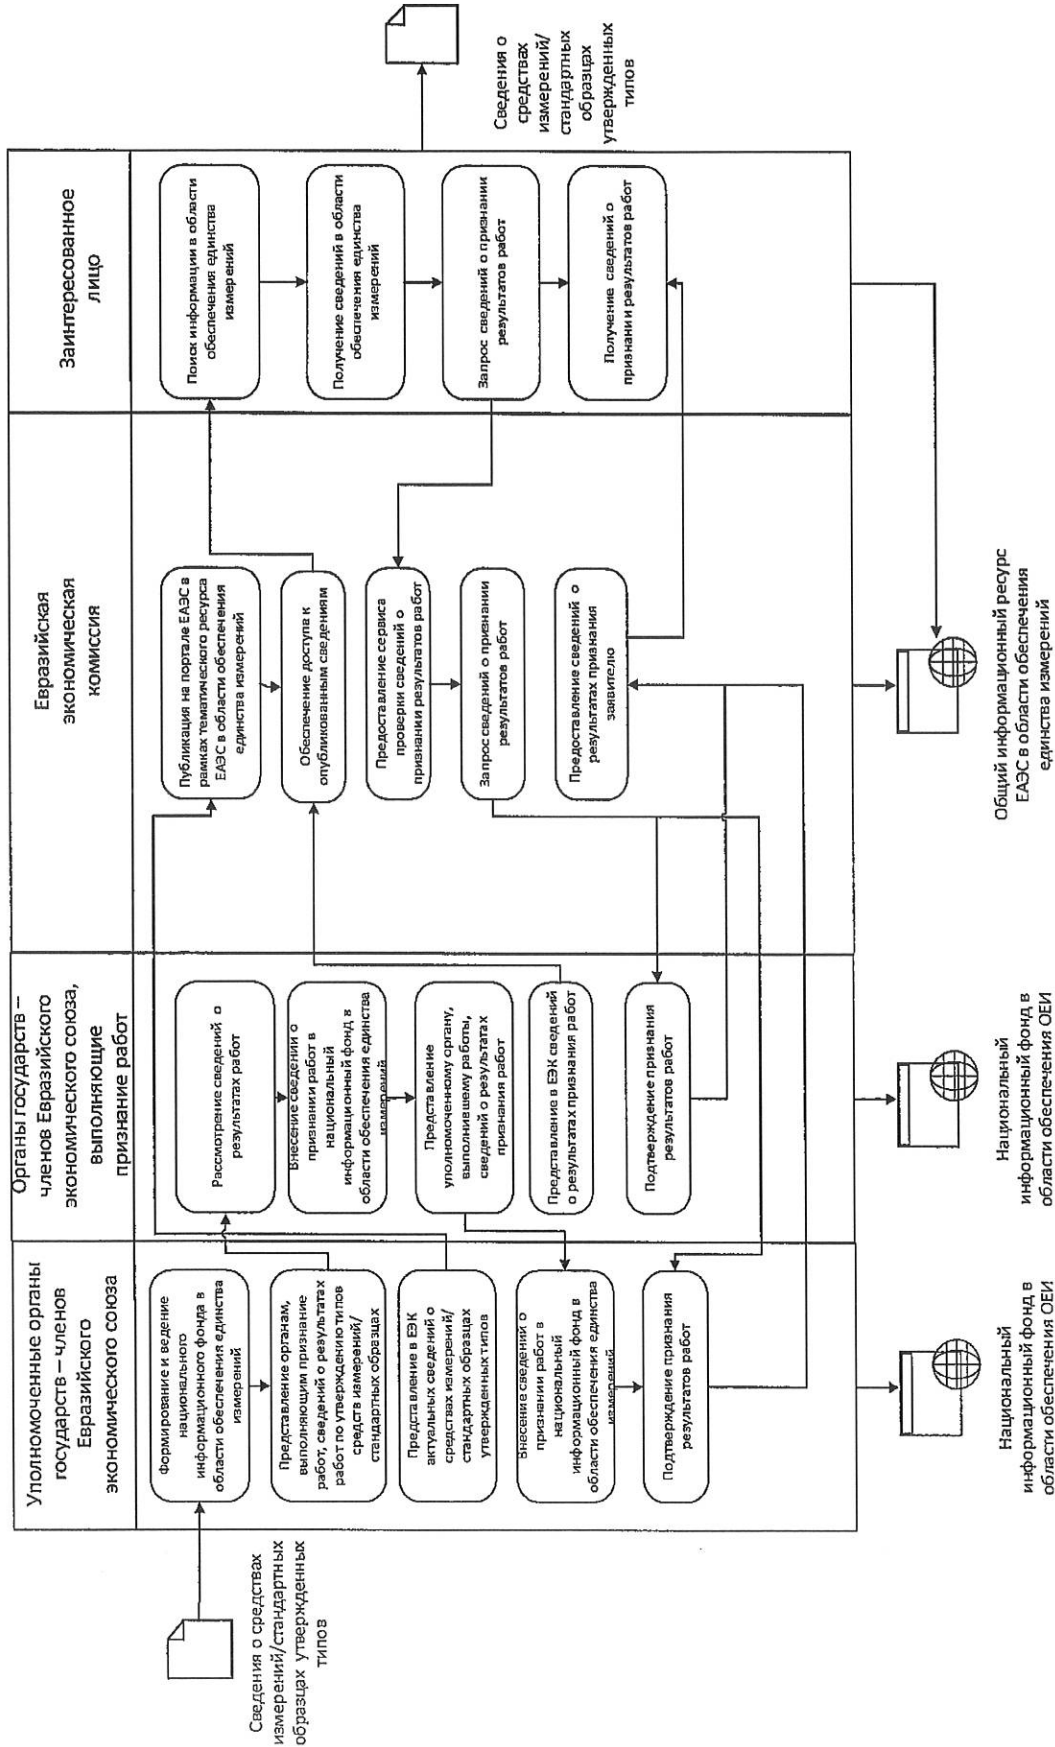 Сведения о средствах
измерений/стандартных
образцах утвержденных
типов
Уполномоченные органы
государств – членов
Евразийского
экономического союза
Формирование и ведение
национального
информационного фонда в
области обеспечения единства
измерений
Представление органам,
выполняющим признание
работ, сведений о результатах
работ по утверждению типов
средств измерений/
стандартных образцах
Представление в ЕЭК
актуальных сведений о
средствах измерений/
стандартных образцах
утвержденных типов
Внесение сведений о
признании работ в
национальный
информационный фонд в
области обеспечения единства
измерений
Подтверждение признания
результатов работ
Органы государств –
членов Евразийского
экономического союза,
выполняющие
признание работ
Рассмотрение сведений о
результатах работ
Внесение сведении о
признании работ в
национальный
информационный фонд в
области обеспечения единства
измерений
Представление
уполномоченному органу,
выполнившему работы,
сведений о результатах
признания работ
Представление в ЕЭК сведений
о результатах признания работ
Подтверждение признания
результатов работ
Евразийская
экономическая
комиссия
Публикация на портале ЕАЭС в
рамках тематического ресурса
ЕАЭС в области обеспечения
единства измерений
Обеспечение доступа к
опубликованным сведениям
Предоставление сервиса
проверки сведений о
признании результатов работ
Запрос сведений о признании
результатов работ
Предоставление сведений о
результатах признания
заявителю
Заинтересованное
лицо
Поиск информации в области
обеспечения единства
измерений
Получение сведений в области
обеспечения единства
измерений
Запрос сведений о признании
результатов работ
Получение сведений о
признании результатов работ
Сведения о
средствах
измерений/
стандартных
образцах
утвержденных
типов
Национальный
информационный фонд в
области обеспечения ОЕИ
Национальный
информационный фонд в
области обеспечения ОЕИ
Общий информационный ресурс
ЕАЭС в области обеспечения
единства измерений